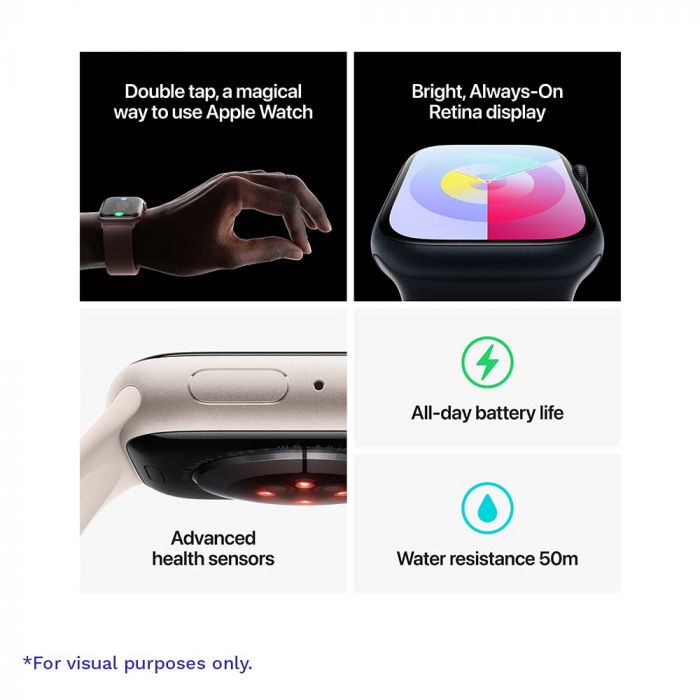 Double tap, a magical
way to use Apple Watch
Bright, Always-On
Retina display
Advanced
health sensors
All-day battery life
Water resistance 50m
*For visual purposes only.